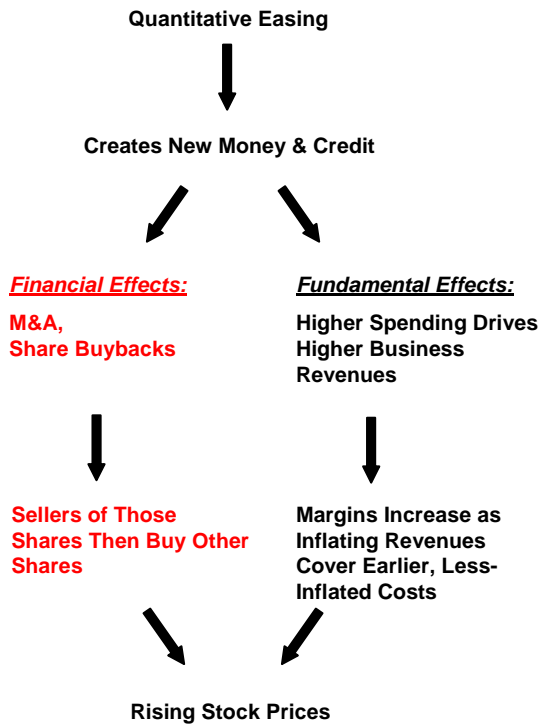 Quantitative Easing
Creates New Money & Credit
Financial Effects:
M&A,
Share Buybacks
Fundamental Effects:
Higher Spending Drives
Higher Business
Revenues
Sellers of Those
Shares Then Buy Other
Shares
Margins Increase as
Inflating Revenues
Cover Earlier, Less-
Inflated Costs
Rising Stock Prices